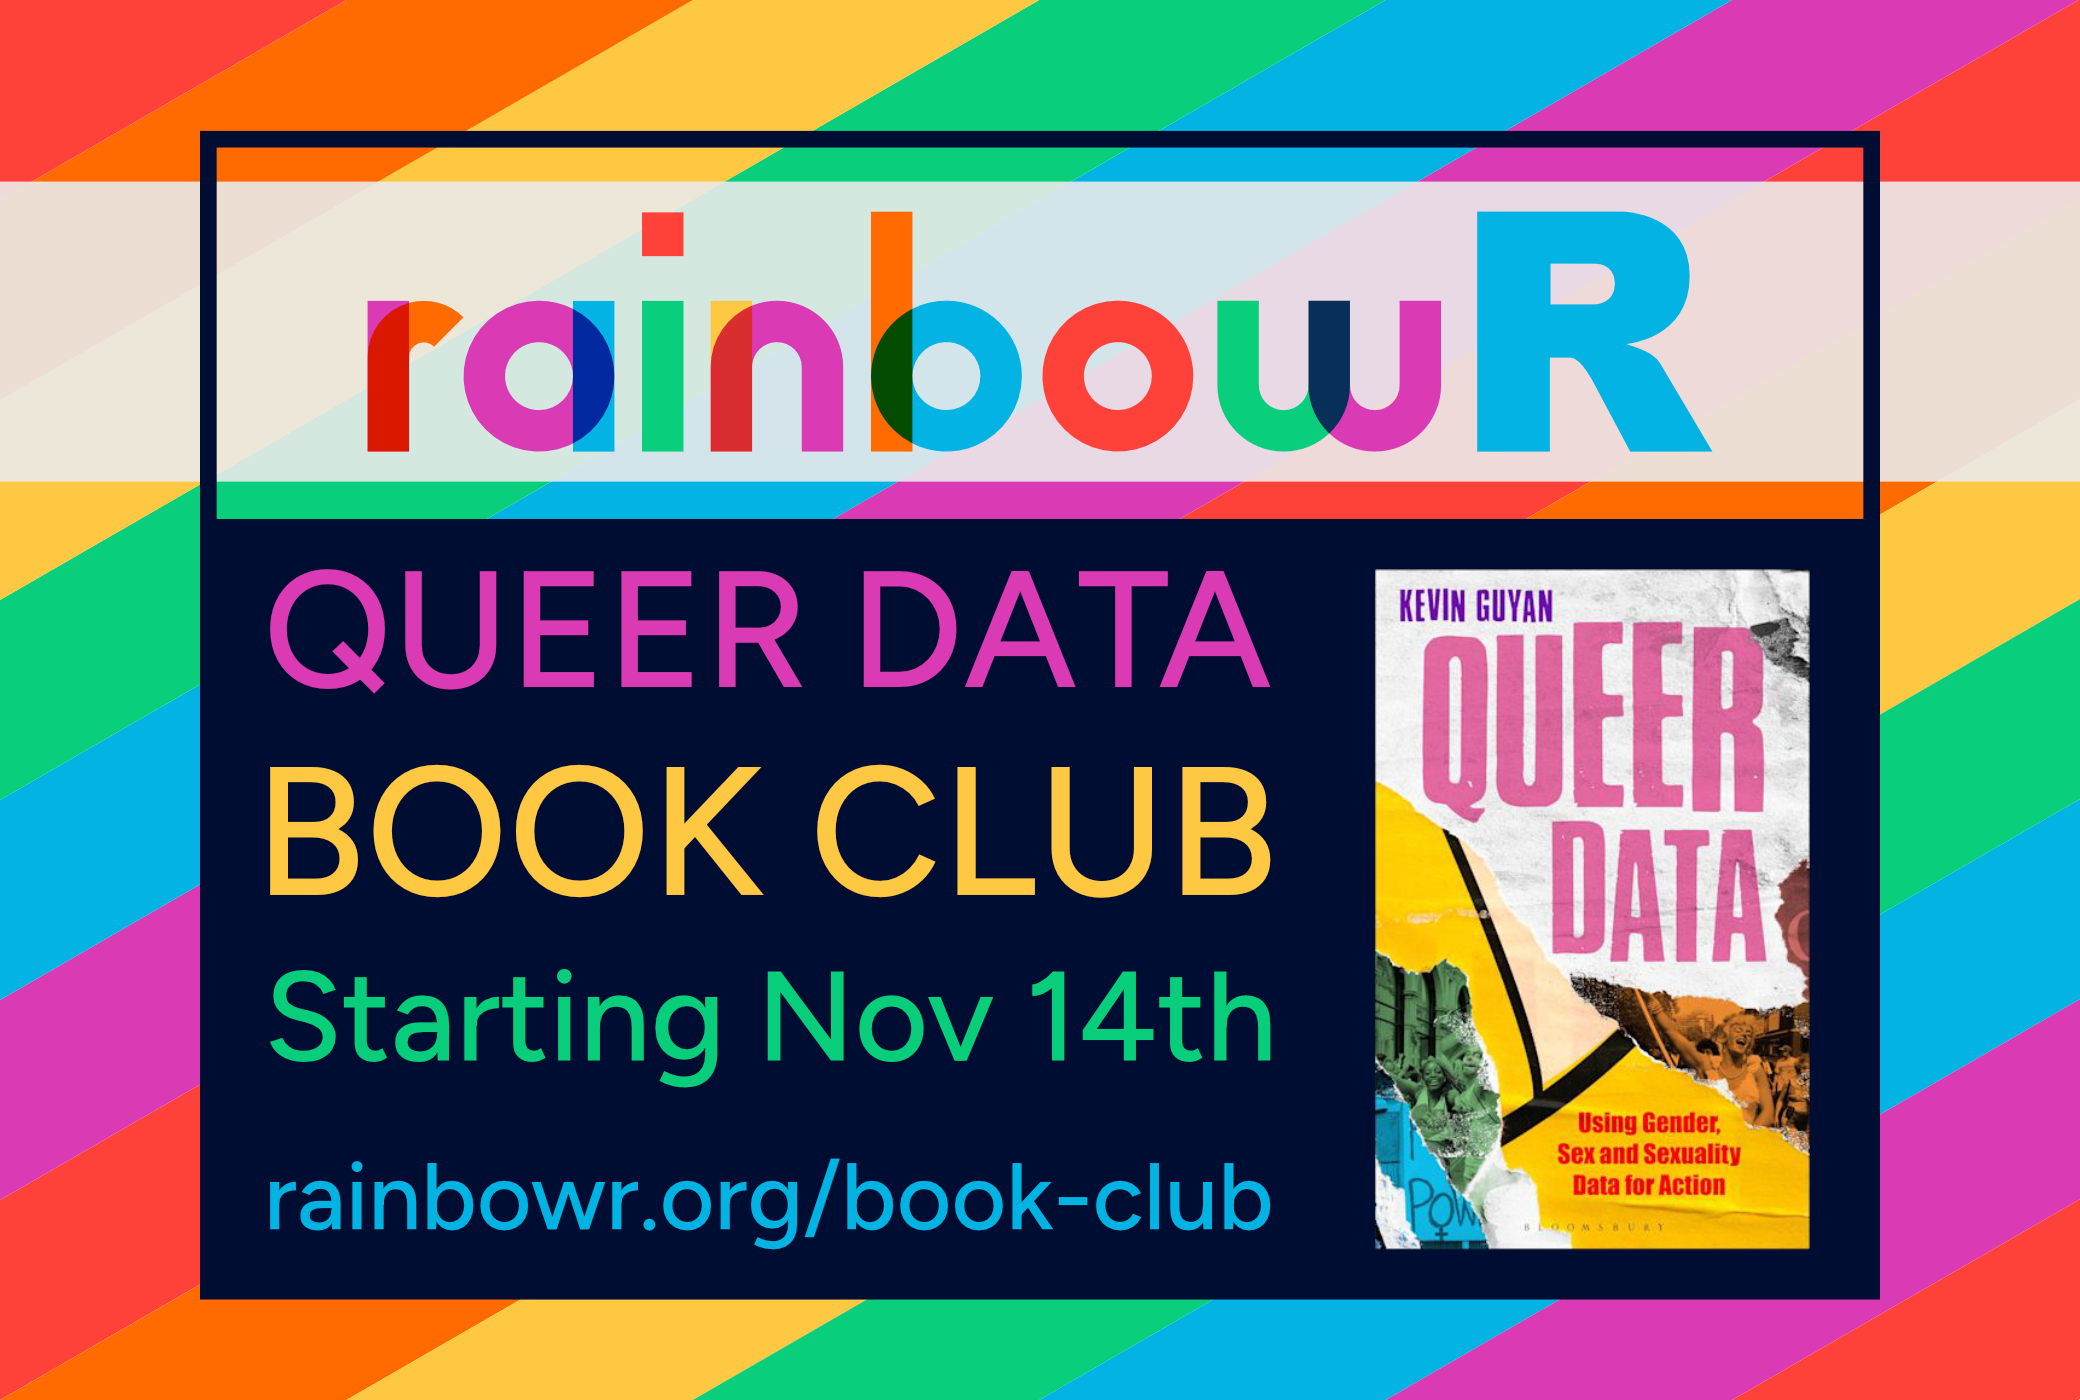 rainbowR
QUEER DATA
BOOK CLUB
Starting Nov 14th
rainbowr.org/book-club
KEVIN GUYAN
QUEER
DATA
Using Gender,
Sex and Sexuality
Data for Action
POW
BLOOMSBURY